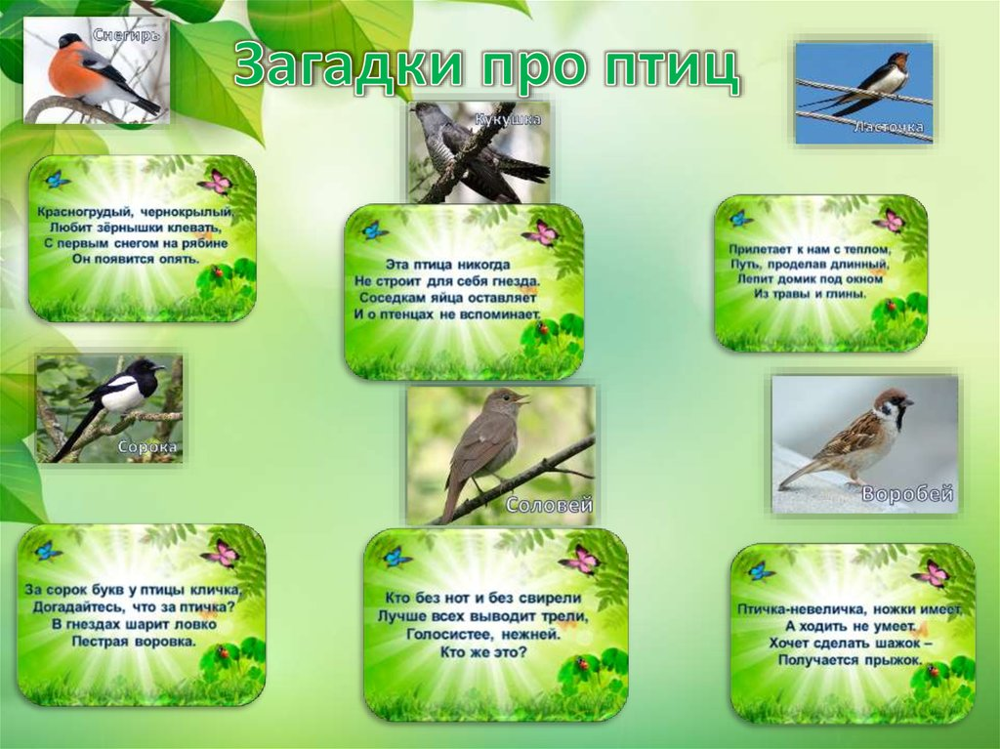 Загадки про птиц
Снегирь
Красногрудый, чернокрылый,
Любит зёрнышки клевать,
С первым снегом на рябине
Он появится опять.
Кукушка
Эта птица никогда
Не строит для себя гнезда.
Соседкам яйца оставляет
И о птенцах не вспоминает.
Ласточка
Прилетает к нам с теплом,
Путь, проделав длинный,
Лепит домик под окном
Из травы и глины.
Сорока
За сорок букв у птицы кличка,
Догадайтесь, что за птичка?
В гнездах шарит ловко
Пестрая воровка.
Соловей
Кто без нот и без свирели
Лучше всех выводит трели,
Голосистее, нежней.
Кто же это?
Воробей
Птичка-невеличка, ножки имеет,
А ходить не умеет.
Хочет сделать шажок –
Получается прыжок.